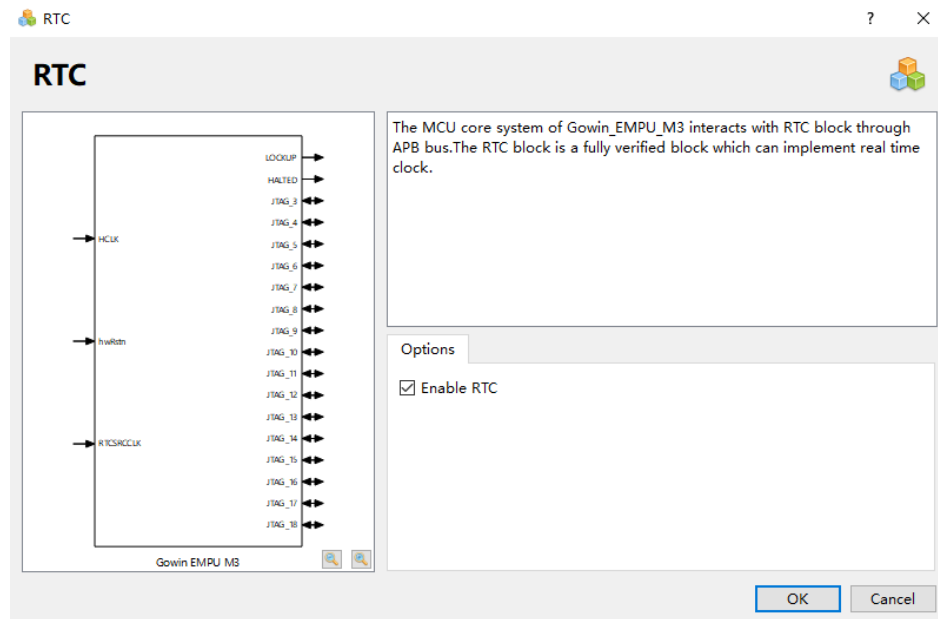 RTC
?
RTC
LOCKUP
HALTED
JTAG_3
JTAG_4
HCLK
JTAG_5
JTAG_6
JTAG_7
JTAG_8
JTAG_9
hwRstn
JTAG_10
JTAG_11
JTAG_12
JTAG_13
JTAG_14
RTCSRCCLK
JTAG_15
JTAG_16
JTAG_17
JTAG_18
Gowin EMPU M3
The MCU core system of Gowin_EMPU_M3 interacts with RTC block through
APB bus.The RTC block is a fully verified block which can implement real time
clock.
Options
Enable RTC
OK
Cancel